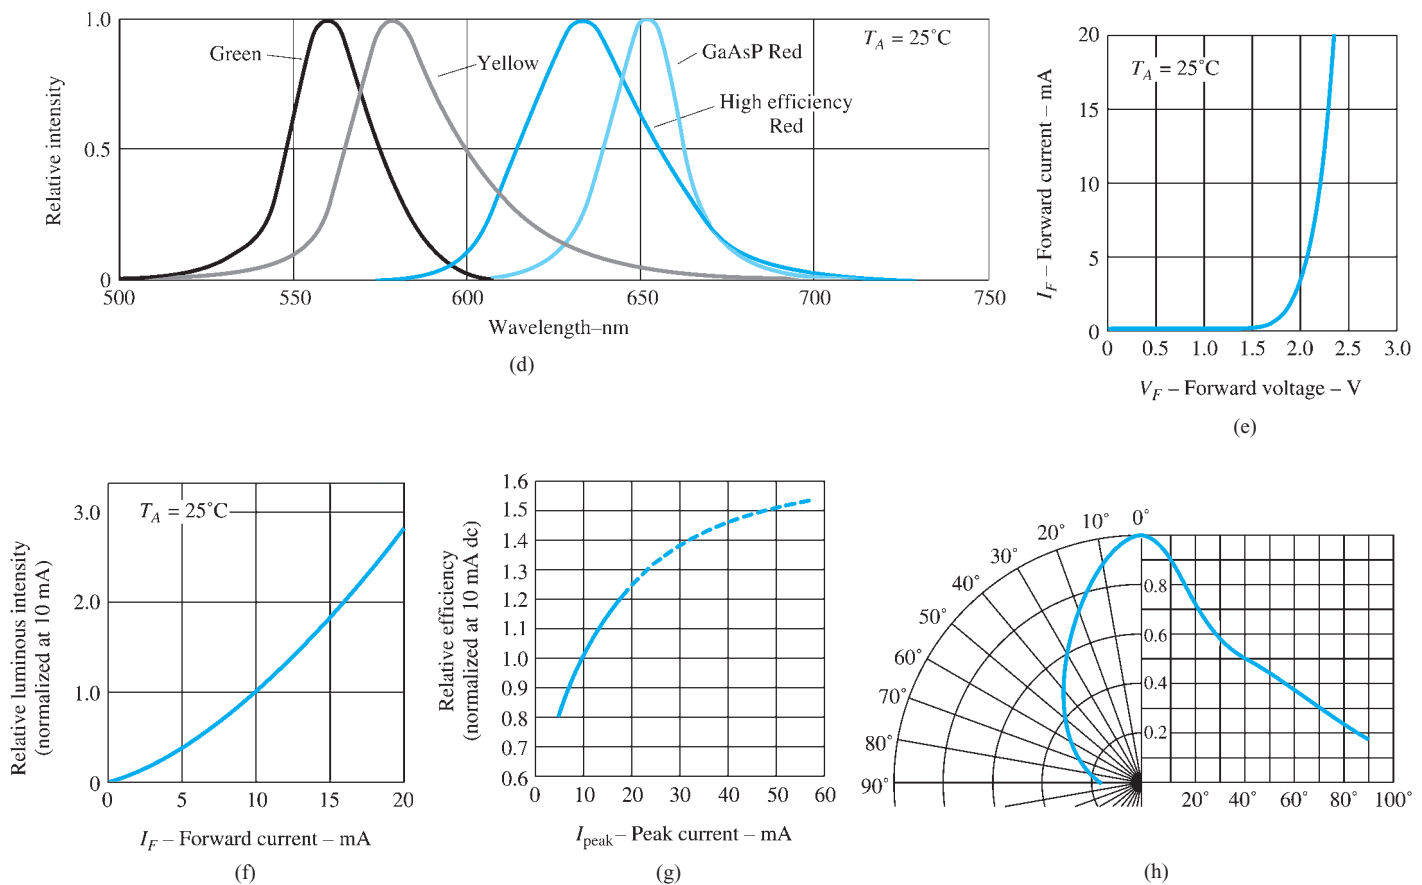 1.0
0.5
0
Relative intensity
Green
Yellow
GaAsP Red
High efficiency
Red
T_A = 25˚C
500
550
600
650
700
750
Wavelength–nm
(d)
20
15
10
5
0
I_F – Forward current – mA
T_A = 25˚C
0
0.5
1.0
1.5
2.0
2.5
3.0
V_F – Forward voltage – V
(e)
3.0
2.0
1.0
0
Relative luminous intensity
(normalized at 10 mA)
T_A = 25˚C
0
5
10
15
20
I_F – Forward current – mA
(f)
1.6
1.5
1.4
1.3
1.2
1.1
1.0
0.9
0.8
0.7
0.6
Relative efficiency
(normalized at 10 mA dc)
0
10
20
30
40
50
60
I_peak – Peak current – mA
(g)
0˚
10˚
20˚
30˚
40˚
50˚
60˚
70˚
80˚
90˚
0.8
0.6
0.4
0.2
20˚
40˚
60˚
80˚
100˚
(h)